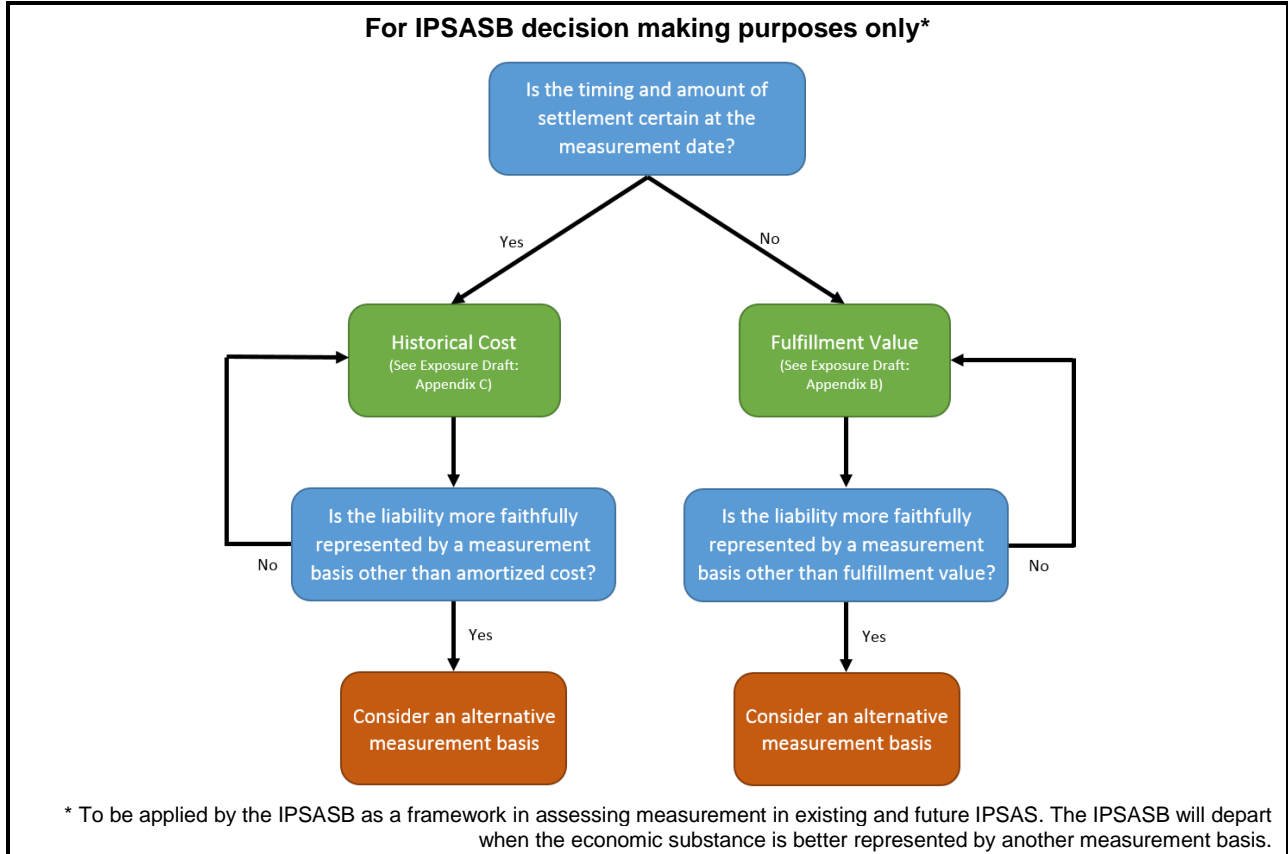 For IPSASB decision making purposes only*
Is the timing and amount of
settlement certain at the
measurement date?
Yes
No
Historical Cost
(See Exposure Draft:
Appendix C)
Fulfillment Value
(See Exposure Draft:
Appendix B)
Is the liability more faithfully
represented by a measurement
basis other than amortized cost?
No
Is the liability more faithfully
represented by a measurement
basis other than fulfillment value?
No
Yes
Yes
Consider an alternative
measurement basis
Consider an alternative
measurement basis
* To be applied by the IPSASB as a framework in assessing measurement in existing and future IPSAS. The IPSASB will depart
when the economic substance is better represented by another measurement basis.